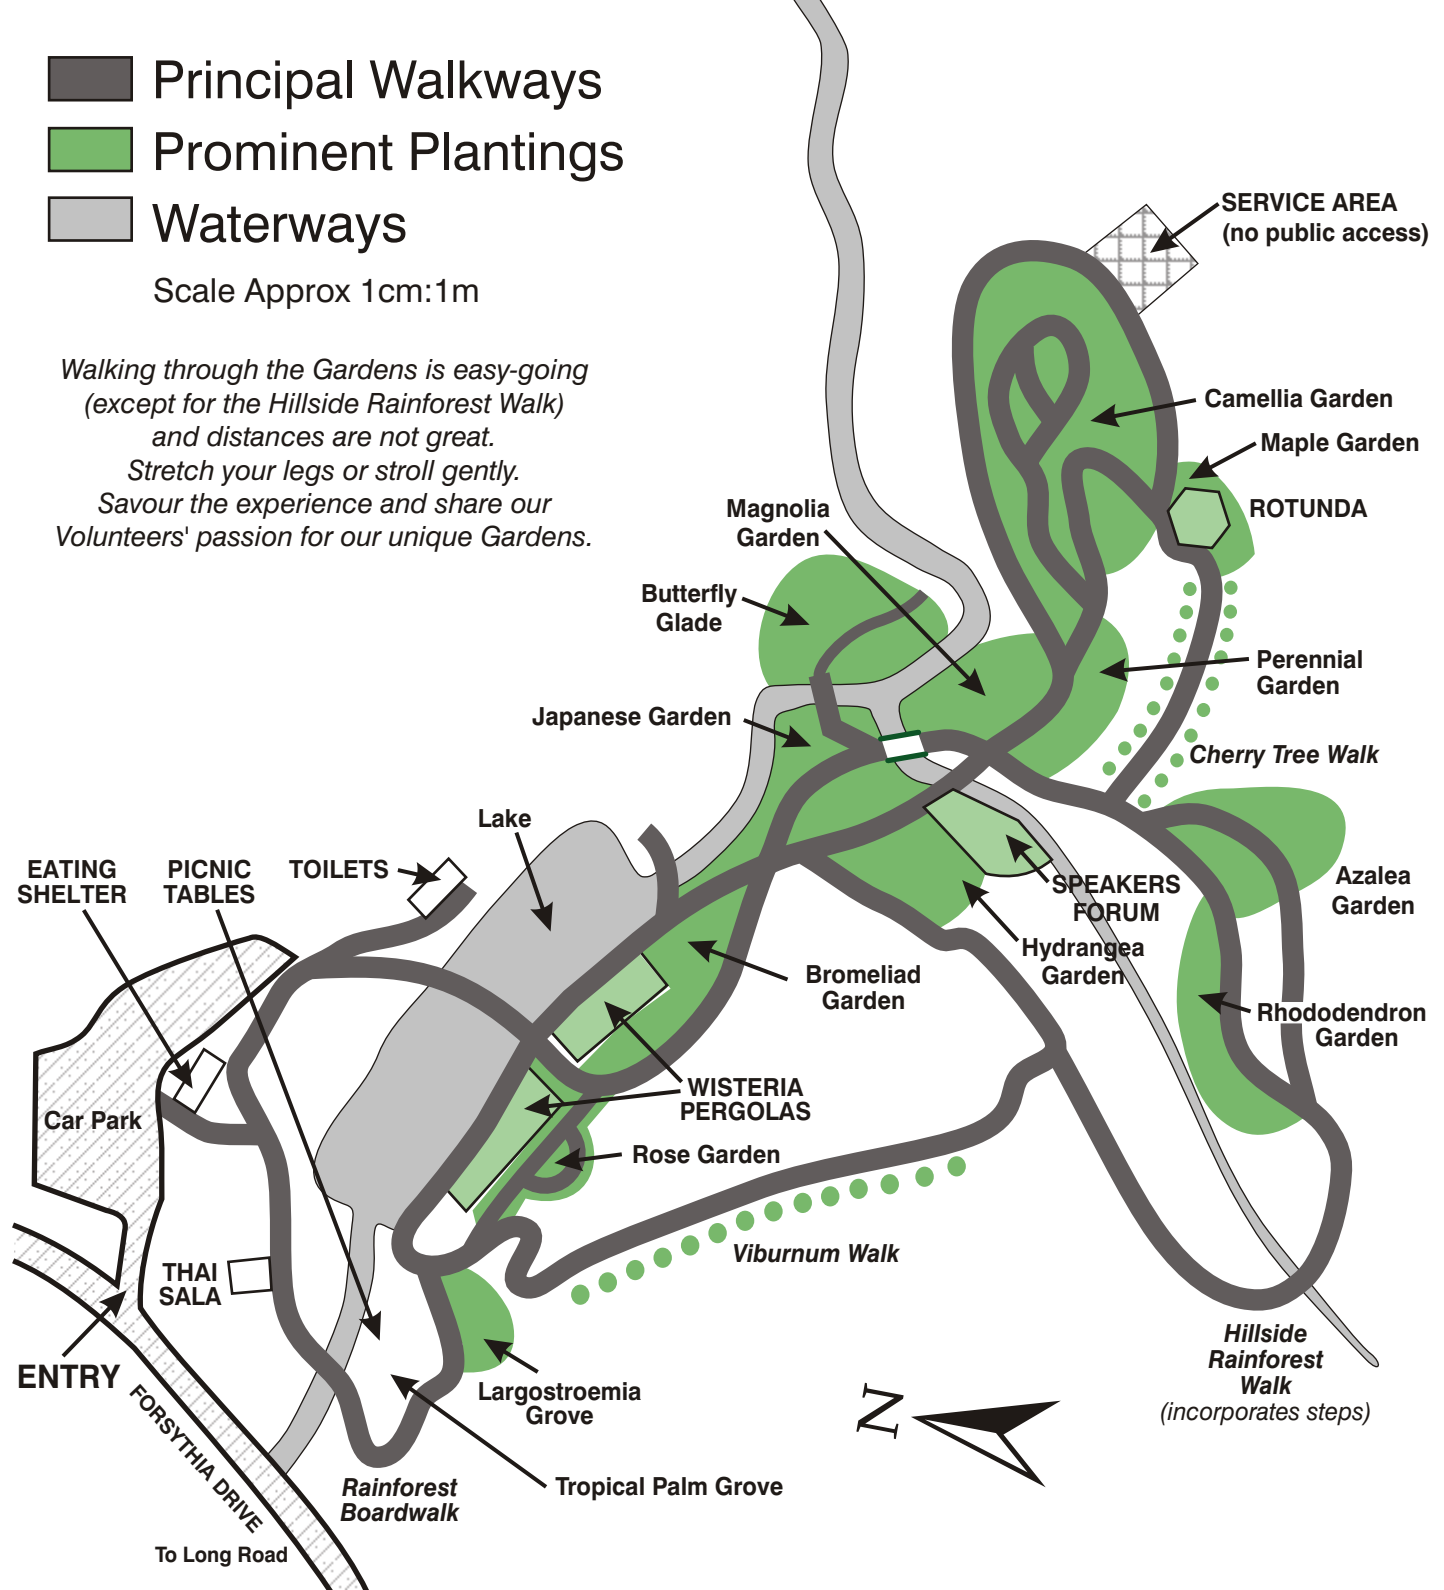 Principal Walkways
Prominent Plantings
Waterways
Scale Approx 1cm:1m
Walking through the Gardens is easy-going
(except for the Hillside Rainforest Walk)
and distances are not great.
Stretch your legs or stroll gently.
Savour the experience and share our
Volunteers' passion for our unique Gardens.
SERVICE AREA
(no public access)
Camellia Garden
Maple Garden
ROTUNDA
Magnolia
Garden
Butterfly
Glade
Perennial
Garden
Japanese Garden
Cherry Tree Walk
Lake
EATING
SHELTER
PICNIC
TABLES
TOILETS
Azalea
Garden
SPEAKERS
FORUM
Hydrangea
Garden
Bromeliad
Garden
Rhododendron
Garden
WISTERIA
PERGOLAS
Car Park
Rose Garden
Viburnum Walk
THAI
SALA
ENTRY
Hillside
Rainforest
Walk
(incorporates steps)
Largostroemia
Grove
N
FORSYTHIA DRIVE
Tropical Palm Grove
Rainforest
Boardwalk
To Long Road